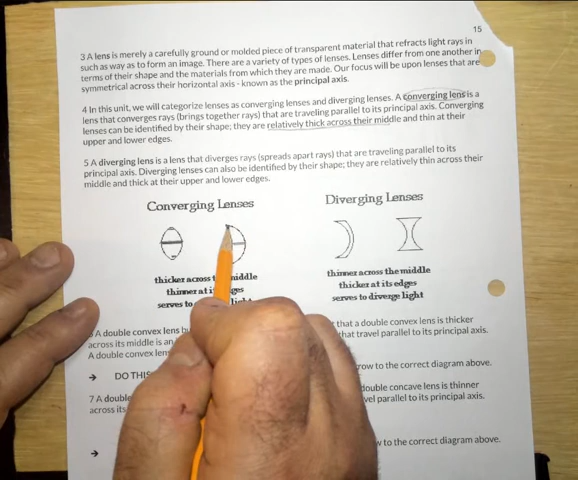 15
3 A lens is merely a carefully ground or molded piece of transparent material that refracts light rays in
such as way as to form an image. There are a variety of types of lenses. Lenses differ from one another in
terms of their shape and the materials from which they are made. Our focus will be upon lenses that are
symmetrical across their horizontal axis - known as the principal axis.
4 In this unit, we will categorize lenses as converging lenses and diverging lenses. A converging lens is a
lens that converges rays (brings together rays) that are traveling parallel to its principal axis. Converging
lenses can be identified by their shape; they are relatively thick across their middle and thin at their
upper and lower edges.
5 A diverging lens is a lens that diverges rays (spreads apart rays) that are traveling parallel to its
principal axis. Diverging lenses can also be identified by their shape; they are relatively thin across their
middle and thick at their upper and lower edges.
Converging Lenses
thicker across middle
thinner at
serves to
Diverging Lenses
thinner across the middle
thicker at its edges
serves to diverge light
A double convex lens that a double convex lens is thicker
across its middle is an that travel parallel to its principal axis.
A double convex len
→ DO THIS row to the correct diagram above.
7 A double double concave lens is thinner
across its vel parallel to its principal axis.
→ w to the correct diagram above.